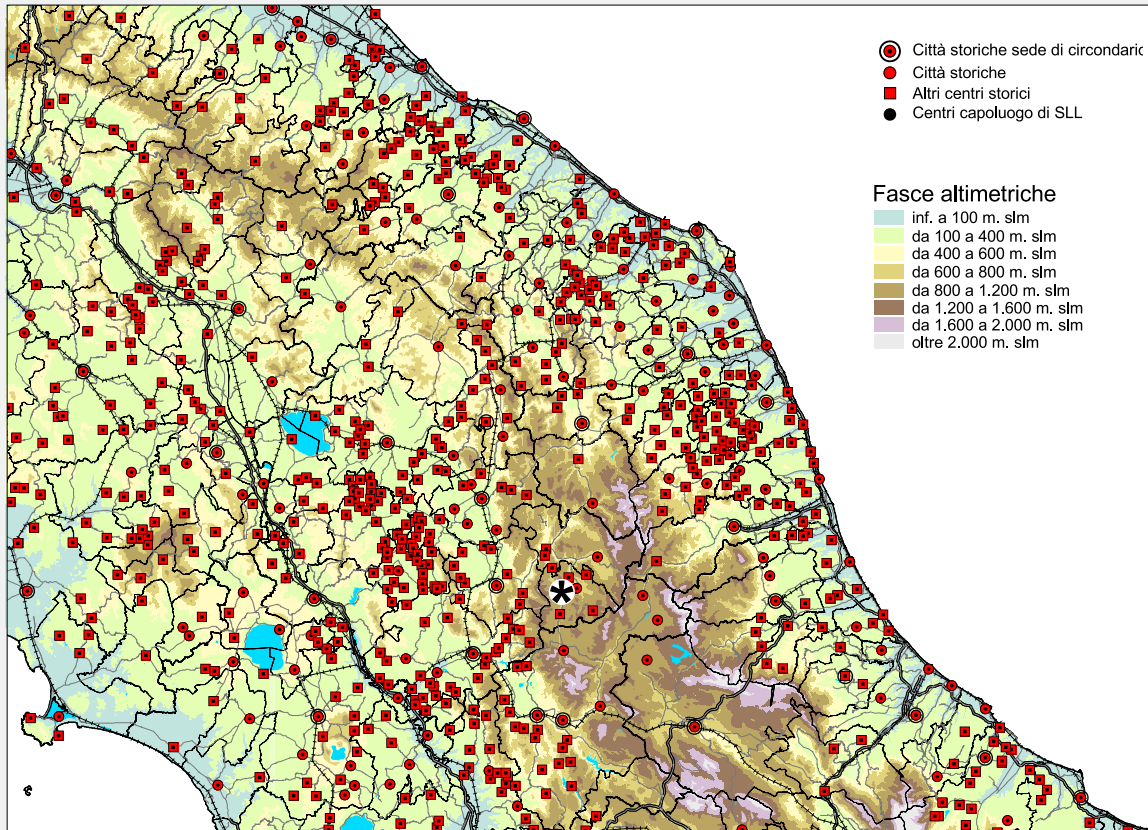 Città storiche sede di circondaric
Città storiche
Altri centri storici
Centri capoluogo di SLL
Fasce altimetriche
inf. a 100 m. slm
da 100 a 400 m. slm
da 400 a 600 m. slm
da 600 a 800 m. slm
da 800 a 1.200 m. slm
da 1.200 a 1.600 m. slm
da 1.600 a 2.000 m. slm
oltre 2.000 m. slm
*